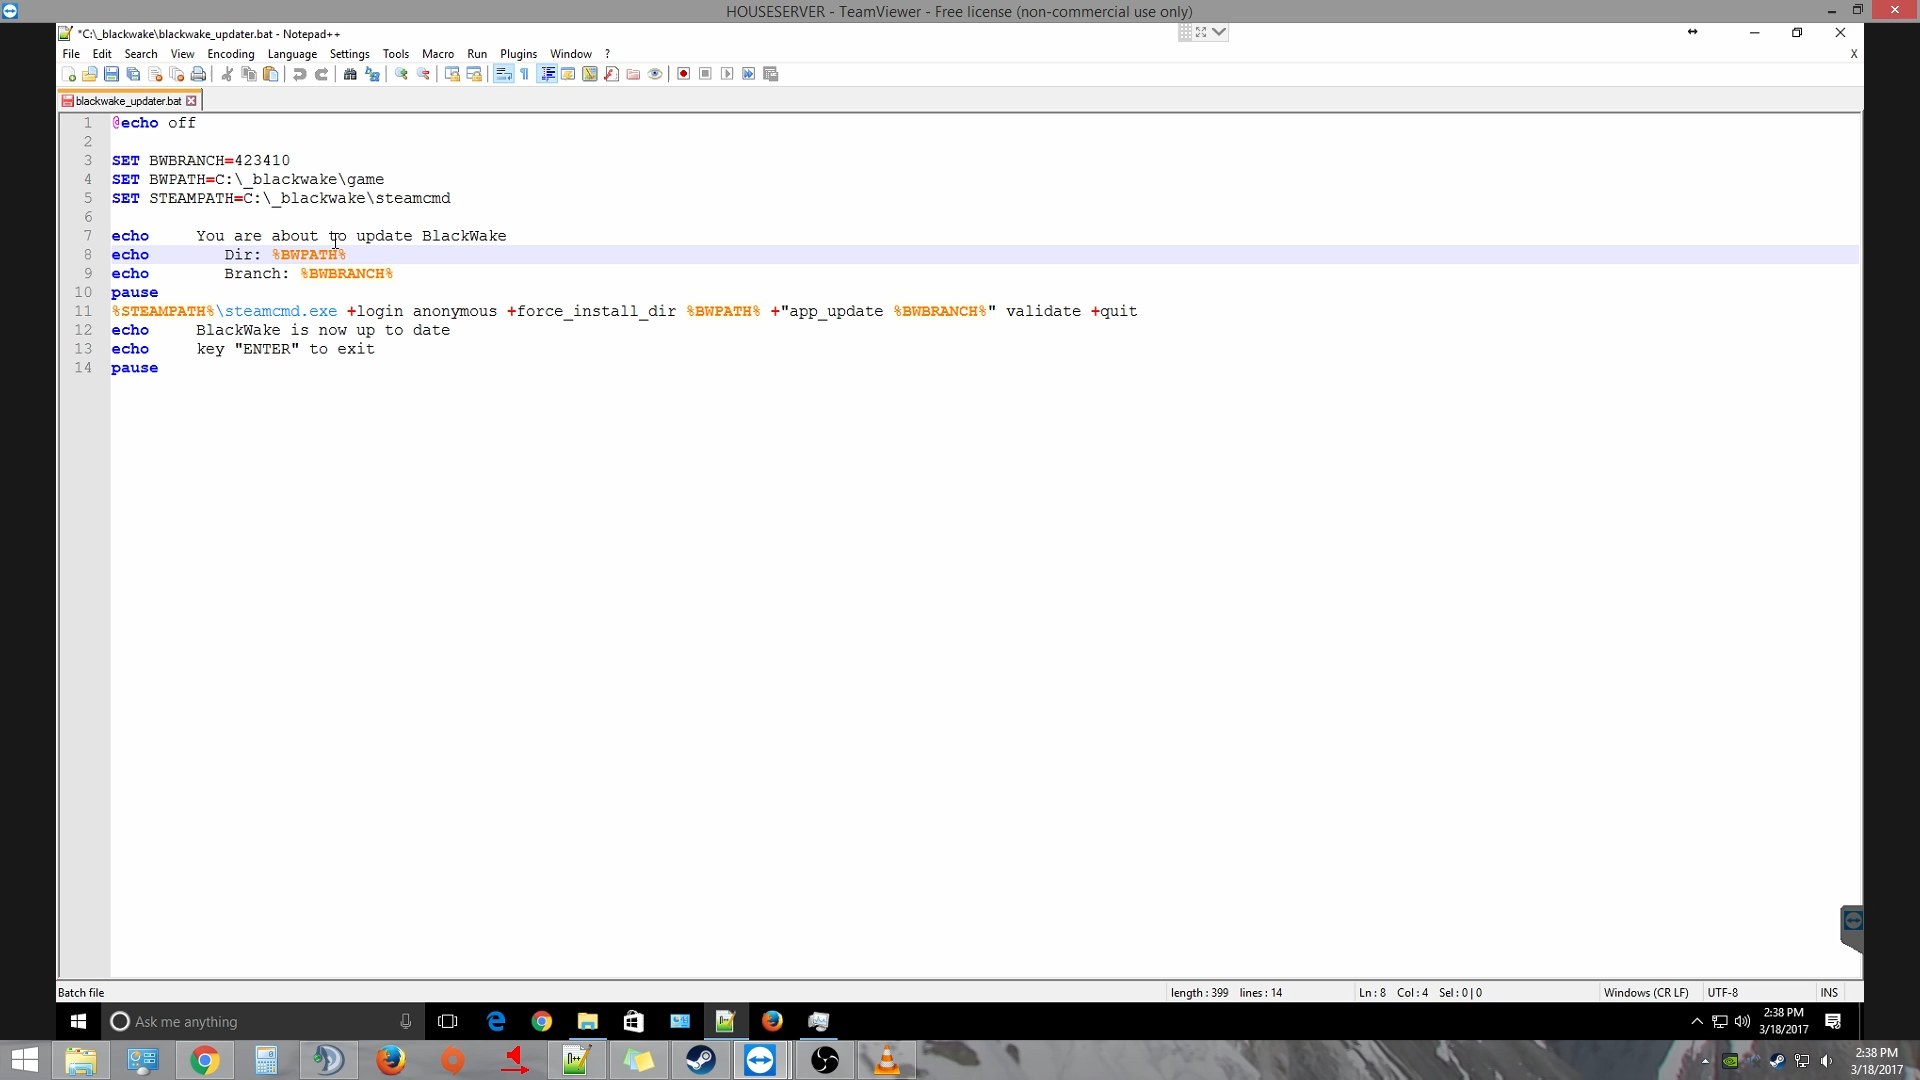 HOUSESERVER - TeamViewer - Free license (non-commercial use only)
*C:\_blackwake\blackwake_updater.bat - Notepad++
File Edit Search View Encoding Language Settings Tools Macro Run Plugins Window ? X
blackwake_updater.bat
1 @echo off
2
3 SET BWBRANCH=423410
4 SET BWPATH=C:\_blackwake\game
5 SET STEAMPATH=C:\_blackwake\steamcmd
6
7 echo You are about to update BlackWake
8 echo Dir: %BWPATH%
9 echo Branch: %BWBRANCH%
10 pause
11 %STEAMPATH%\steamcmd.exe +login anonymous +force_install_dir %BWPATH% +"app_update %BWBRANCH%" validate +quit
12 echo BlackWake is now up to date
13 echo key "ENTER" to exit
14 pause
Batch file length : 399 lines : 14 Ln : 8 Col : 4 Sel : 0 | 0 Windows (CR LF) UTF-8 INS
Ask me anything
2:38 PM
3/18/2017
2:38 PM
3/18/2017